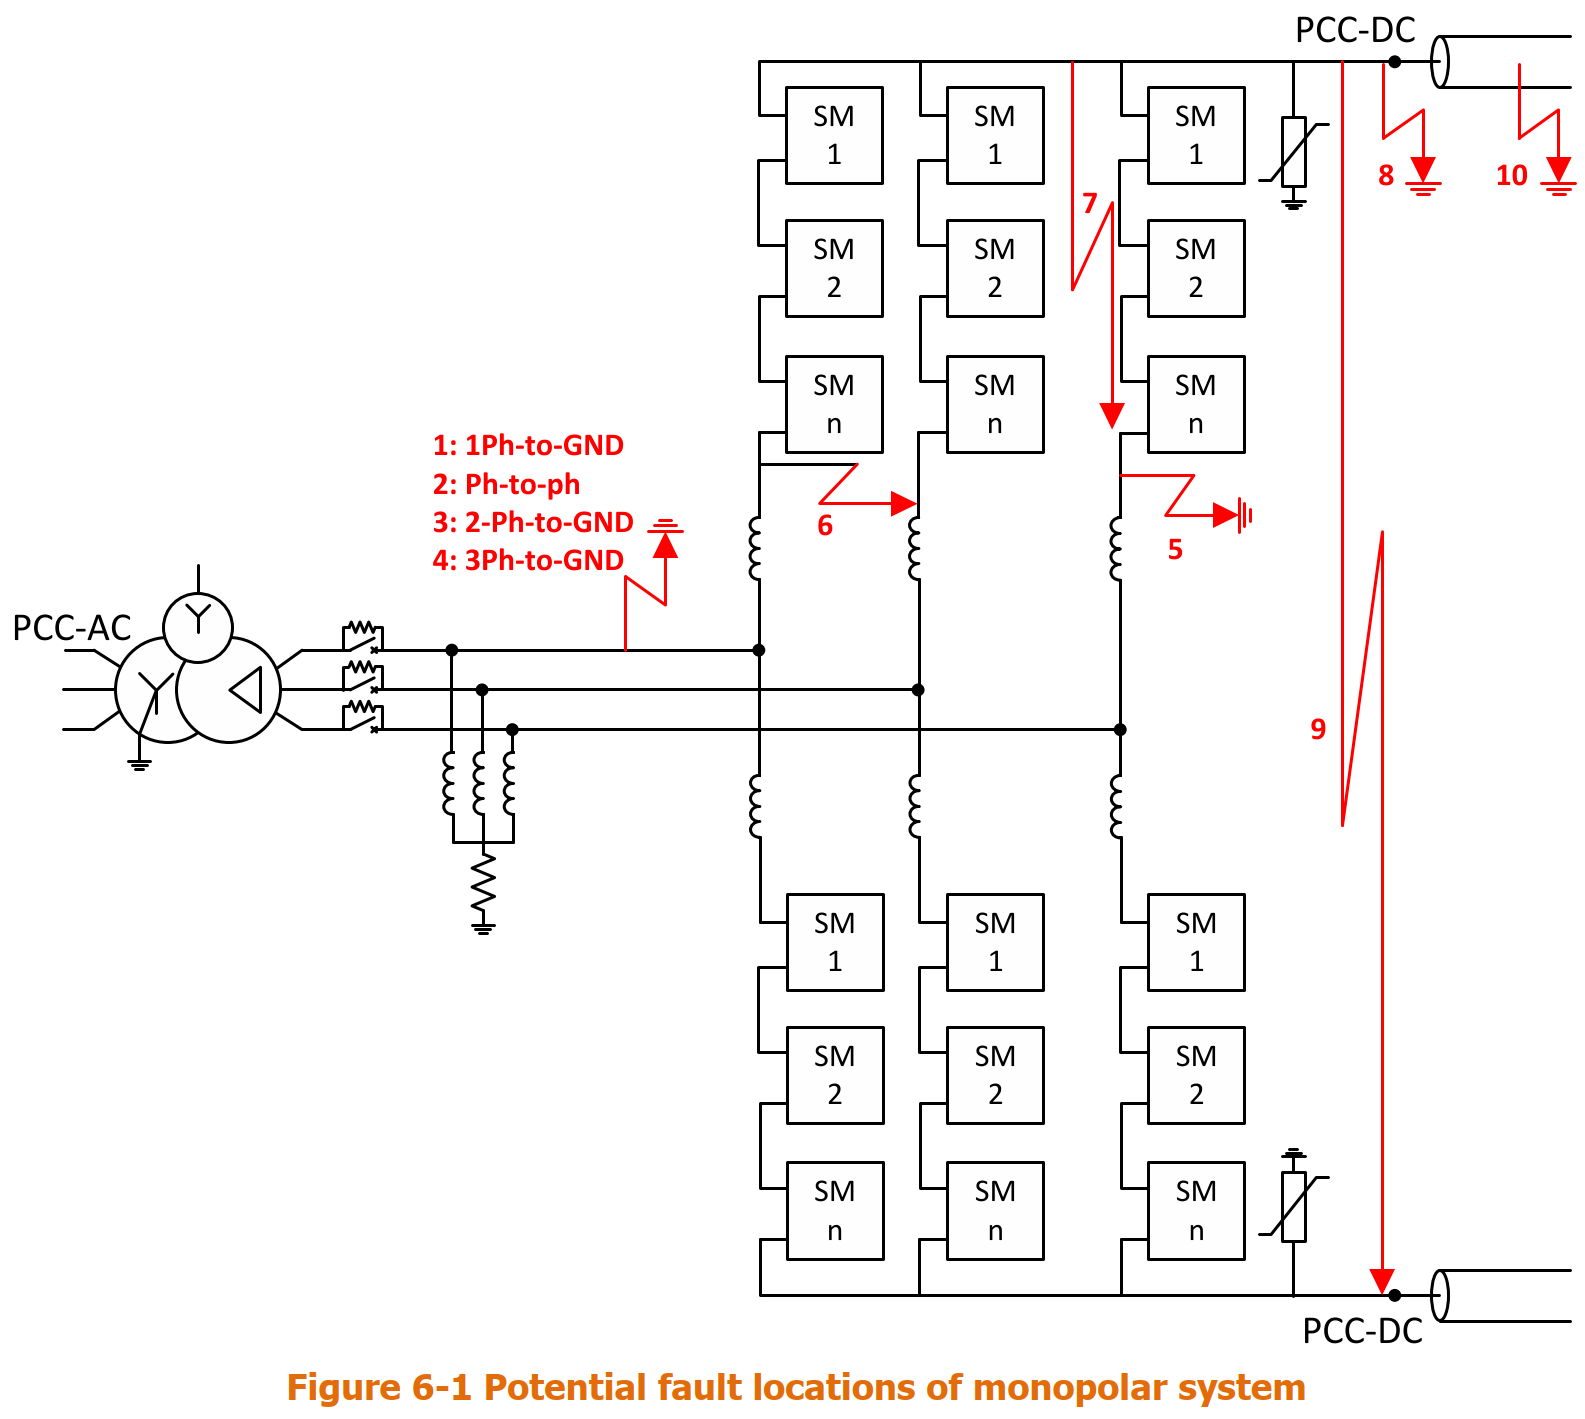 PCC-DC
SM
1
SM
1
SM
1
8
10
7
SM
2
SM
2
SM
2
SM
n
SM
n
SM
n
1: 1Ph-to-GND
2: Ph-to-ph
3: 2-Ph-to-GND
4: 3Ph-to-GND
6
5
PCC-AC
9
SM
1
SM
1
SM
1
SM
2
SM
2
SM
2
SM
n
SM
n
SM
n
PCC-DC
Figure 6-1 Potential fault locations of monopolar system